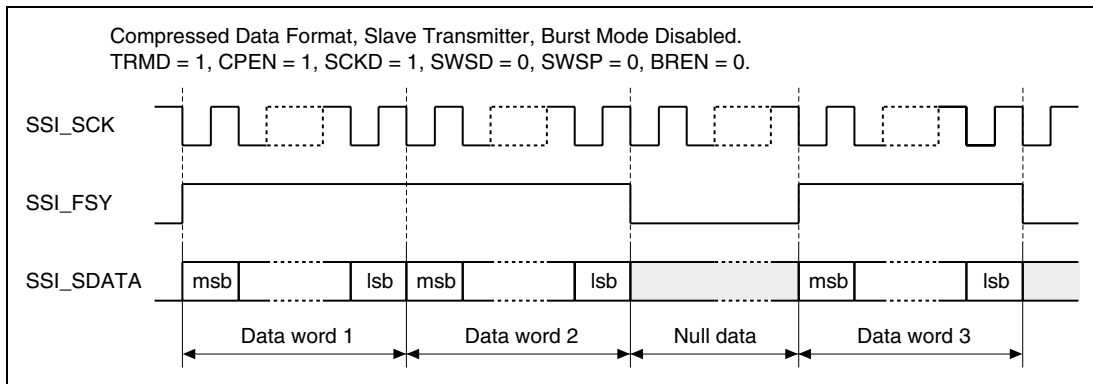 Compressed Data Format, Slave Transmitter, Burst Mode Disabled.
TRMD = 1, CPEN = 1, SCKD = 1, SWSD = 0, SWSP = 0, BREN = 0.
SSI_SCK
SSI_FSY
SSI_SDATA msb lsb msb lsb msb lsb
Data word 1 Data word 2 Null data Data word 3